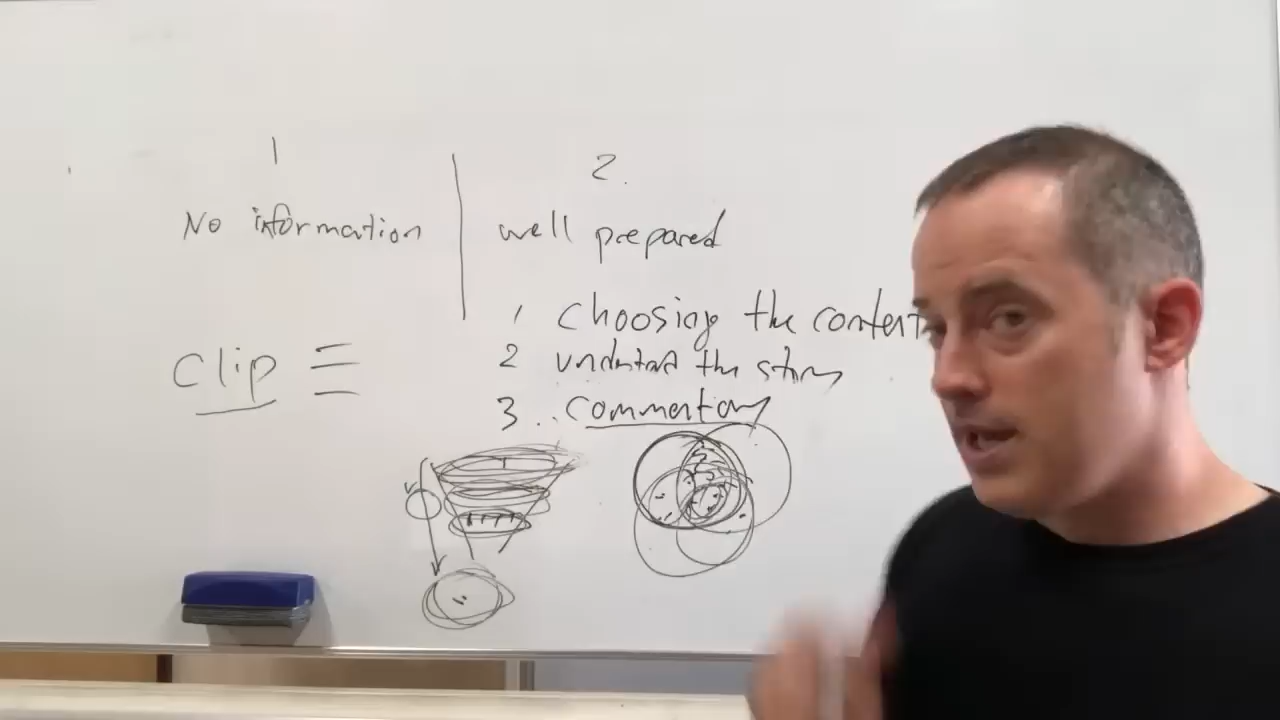 1
No information
clip
2.
well prepared
1 choosing the content
2 understand the story
3.. commentary